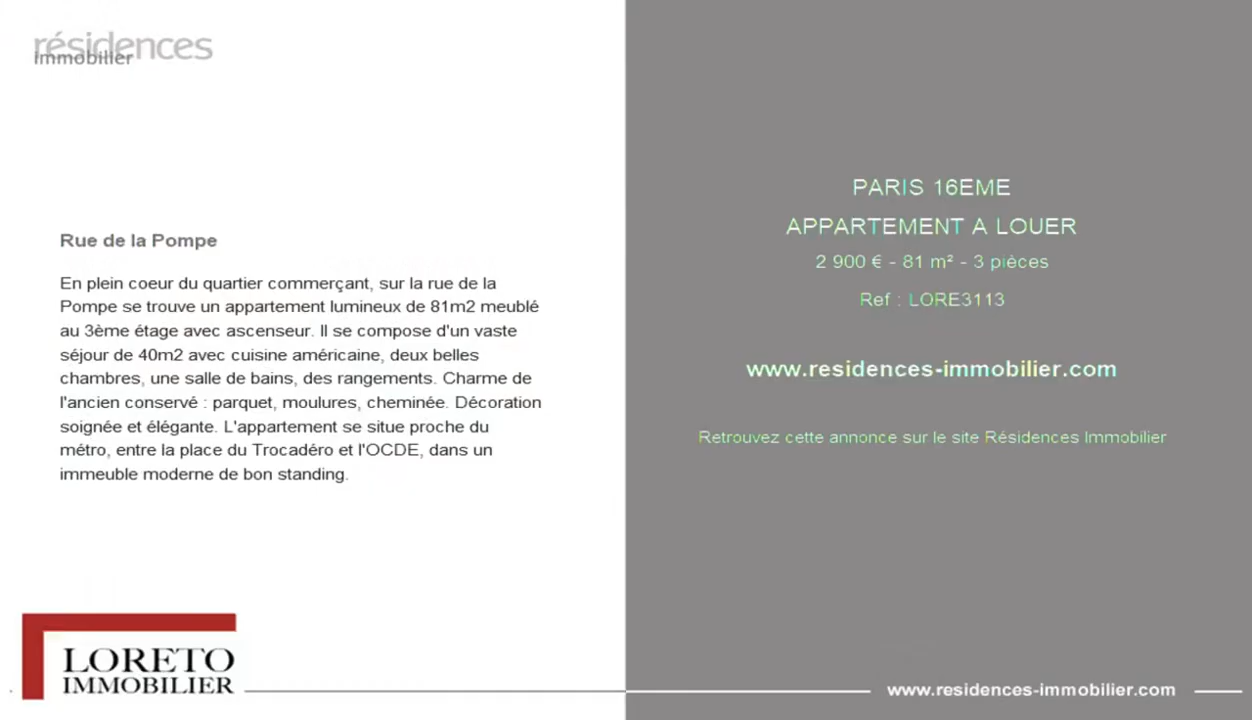 résidences
immobilier
Rue de la Pompe
En plein coeur du quartier commerçant, sur la rue de la
Pompe se trouve un appartement lumineux de 81m2 meublé
au 3ème étage avec ascenseur. Il se compose d'un vaste
séjour de 40m2 avec cuisine américaine, deux belles
chambres, une salle de bains, des rangements. Charme de
l'ancien conservé : parquet, moulures, cheminée. Décoration
soignée et élégante. L'appartement se situe proche du
métro, entre la place du Trocadéro et l'OCDE, dans un
immeuble moderne de bon standing.
LORETO
IMMOBILIER
PARIS 16EME
APPARTEMENT A LOUER
2 900 € - 81 m² - 3 pièces
Ref : LORE3113
www.residences-immobilier.com
Retrouvez cette annonce sur le site Résidences Immobilier
www.residences-immobilier.com